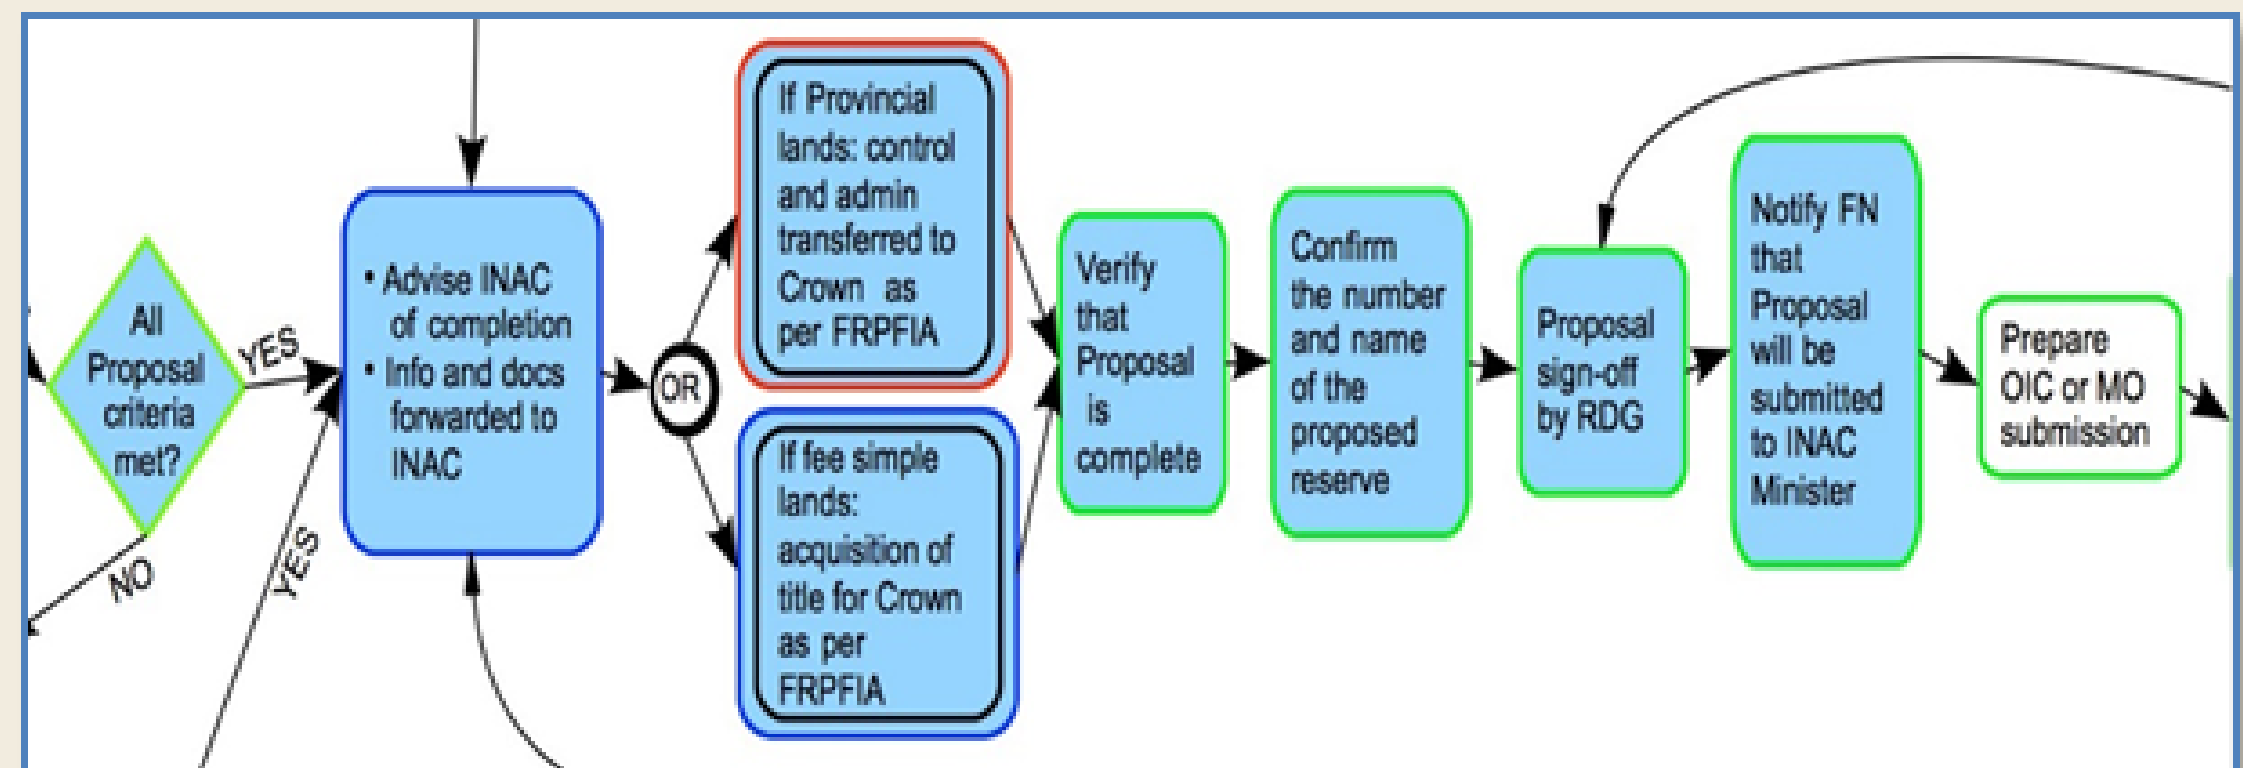 All
Proposal
criteria
met?
YES
NO
YES
• Advise INAC
of completion
• Info and docs
forwarded to
INAC
OR
If Provincial
lands: control
and admin
transferred to
Crown as
per FRPFIA
If fee simple
lands:
acquisition of
title for Crown
as per
FRPFIA
Verify
that
Proposal
is
complete
Confirm
the number
and name
of the
proposed
reserve
Proposal
sign-off
by RDG
Notify FN
that
Proposal
will be
submitted
to INAC
Minister
Prepare
OIC or MO
submission